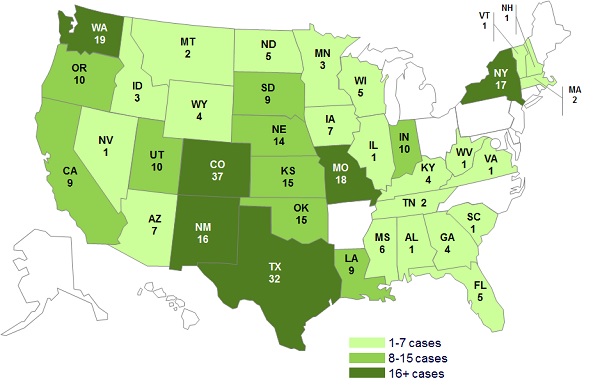 NH
1
VT
1
WA
19
MT
2
ND
5
MN
3
OR
10
ID
3
SD
9
WI
5
NY
17
MA
2
WY
4
IA
7
NE
14
NV
1
UT
10
CO
37
IL
1
IN
10
WV
1
VA
1
CA
9
KS
15
MO
18
KY
4
AZ
7
NM
16
OK
15
TN 2
SC
1
TX
32
LA
9
MS
6
AL
1
GA
4
FL
5
1-7 cases
8-15 cases
16+ cases